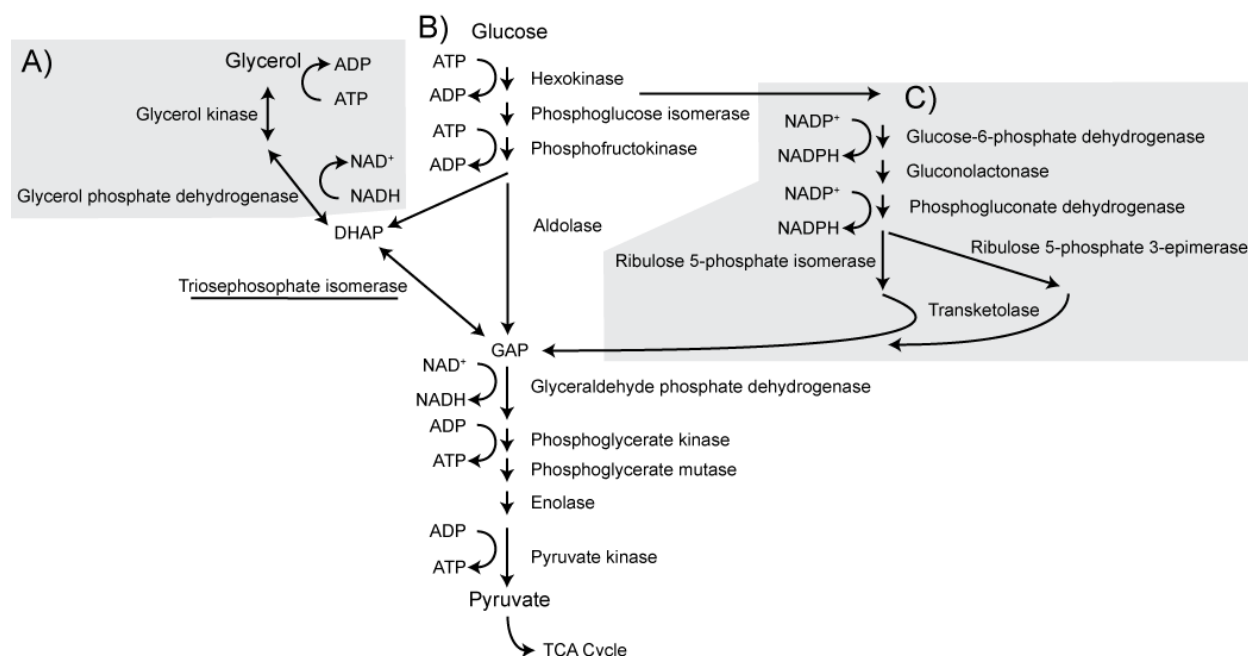 A)
Glycerol
ADP
ATP
Glycerol kinase
NAD⁺
NADH
Glycerol phosphate dehydrogenase
DHAP
Triosephosophate isomerase
B)
Glucose
ATP
ADP
Hexokinase
Phosphoglucose isomerase
ATP
ADP
Phosphofructokinase
Aldolase
GAP
NAD⁺
NADH
Glyceraldehyde phosphate dehydrogenase
ADP
ATP
Phosphoglycerate kinase
Phosphoglycerate mutase
Enolase
ADP
ATP
Pyruvate kinase
Pyruvate
TCA Cycle
C)
NADP⁺
NADPH
Glucose-6-phosphate dehydrogenase
Gluconolactonase
NADP⁺
NADPH
Phosphogluconate dehydrogenase
Ribulose 5-phosphate isomerase
Ribulose 5-phosphate 3-epimerase
Transketolase